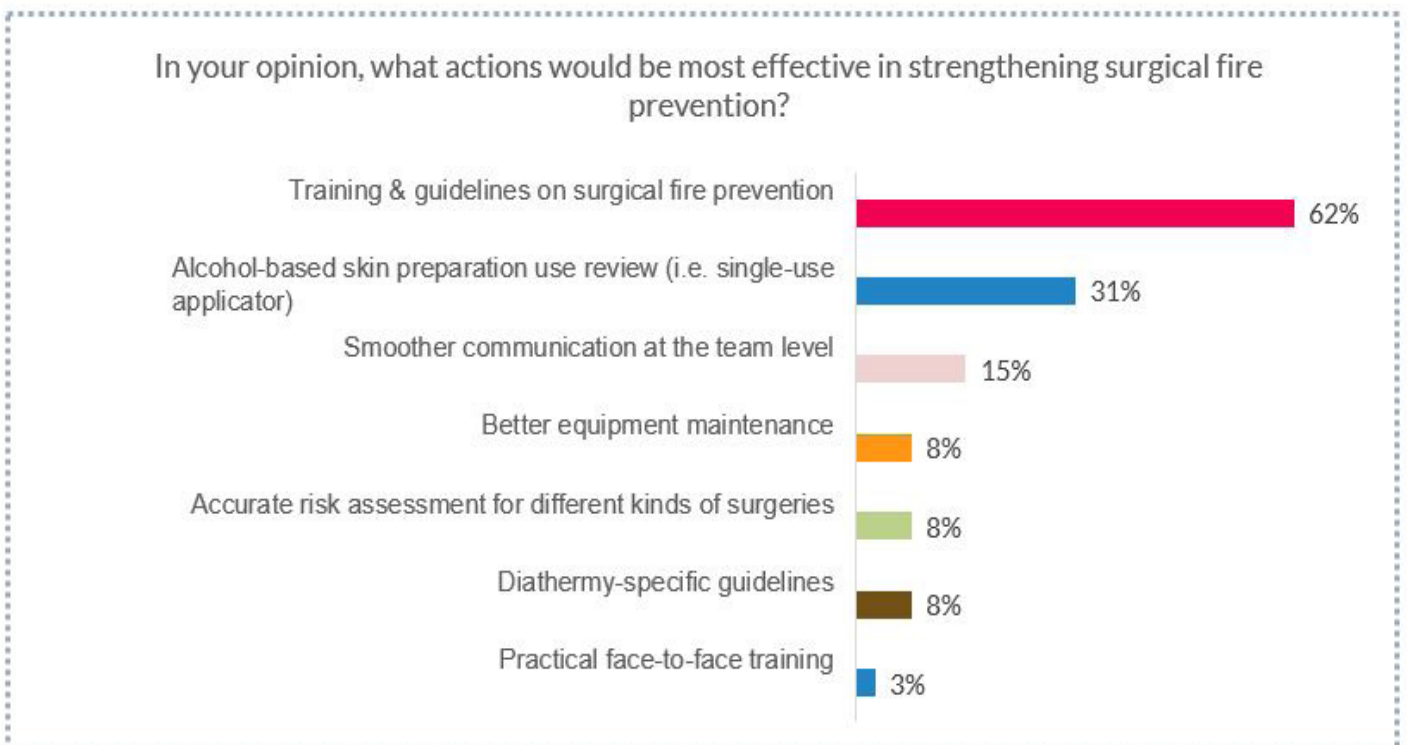 In your opinion, what actions would be most effective in strengthening surgical fire
prevention?
Training & guidelines on surgical fire prevention
62%
Alcohol-based skin preparation use review (i.e. single-use
applicator)
31%
Smoother communication at the team level
15%
Better equipment maintenance
8%
Accurate risk assessment for different kinds of surgeries
8%
Diathermy-specific guidelines
8%
Practical face-to-face training
3%